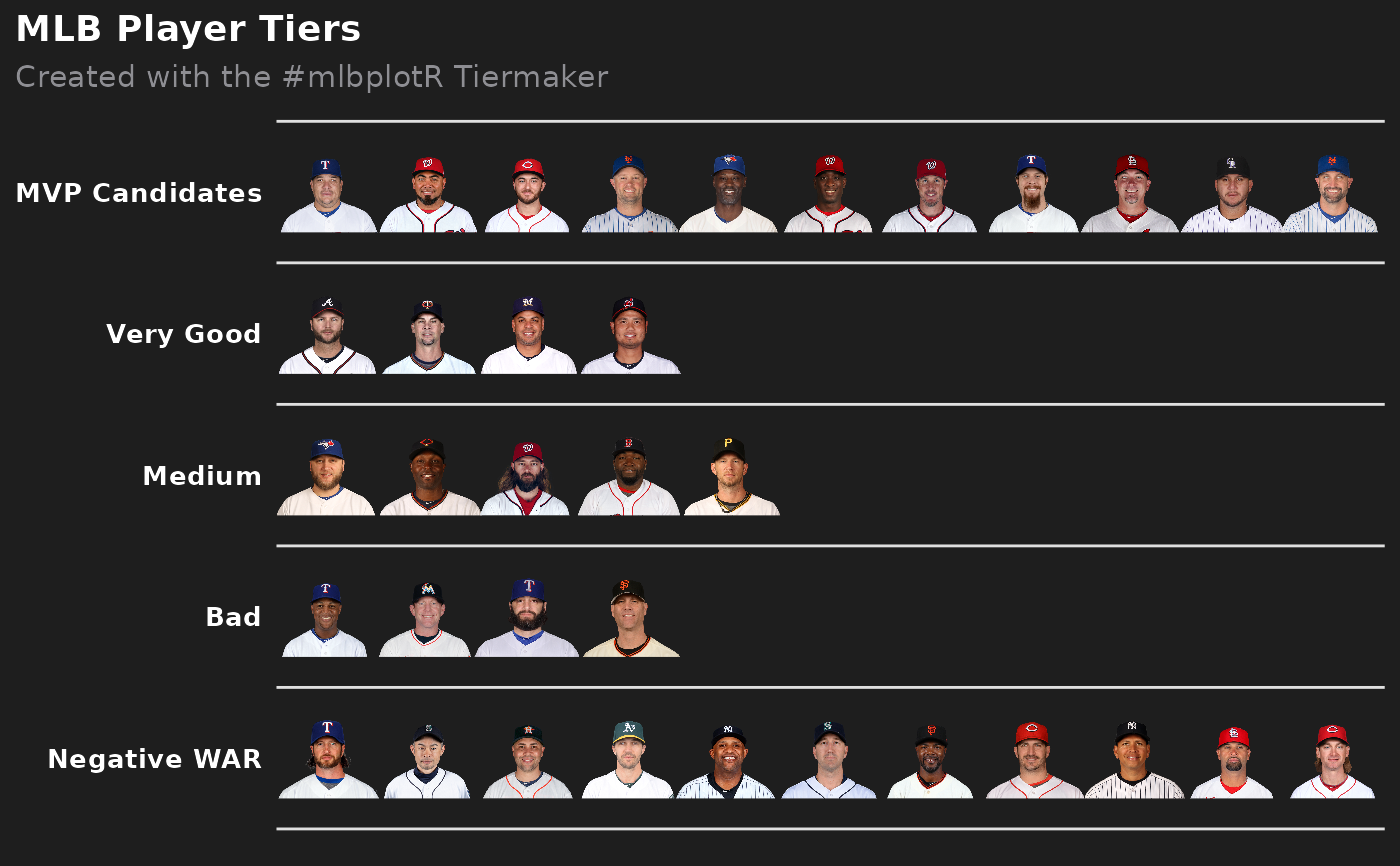 MLB Player Tiers
Created with the #mlbplotR Tiermaker
MVP Candidates
Very Good
Medium
Bad
Negative WAR